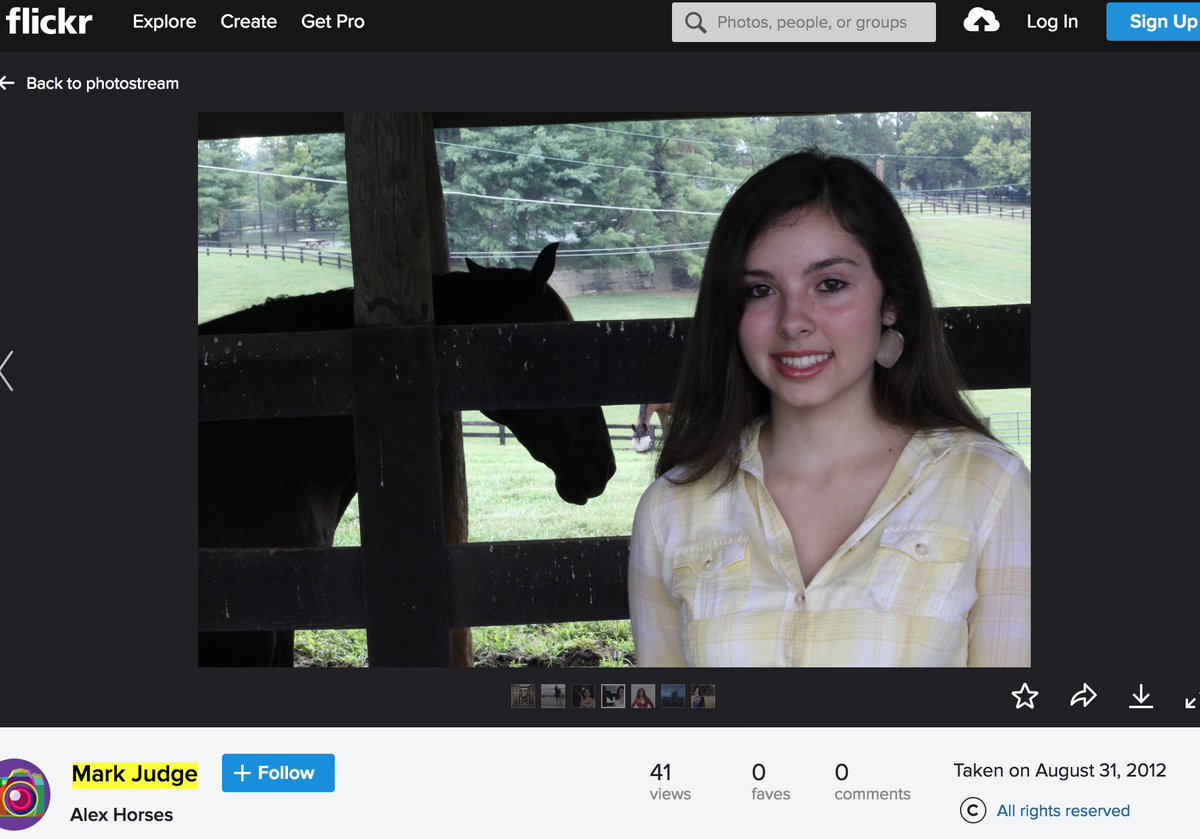 flickr Explore Create Get Pro Photos, people, or groups Log In Sign Up
Back to photostream
Mark Judge + Follow
Alex Horses
41 views
0 faves
0 comments
Taken on August 31, 2012
© All rights reserved